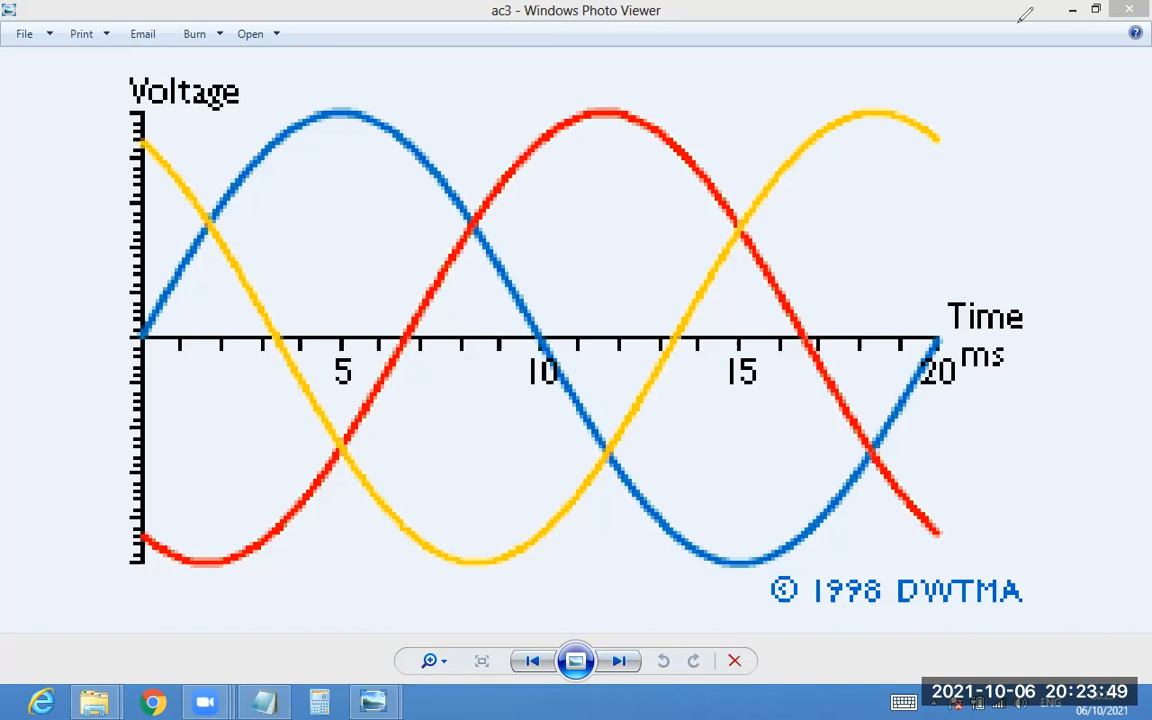 ac3 - Windows Photo Viewer
File Print Email Burn Open
Voltage
Time
ms
5 10 15 20
© 1998 DWTMA
2021-10-06 20:23:49
ENG
06/10/2021